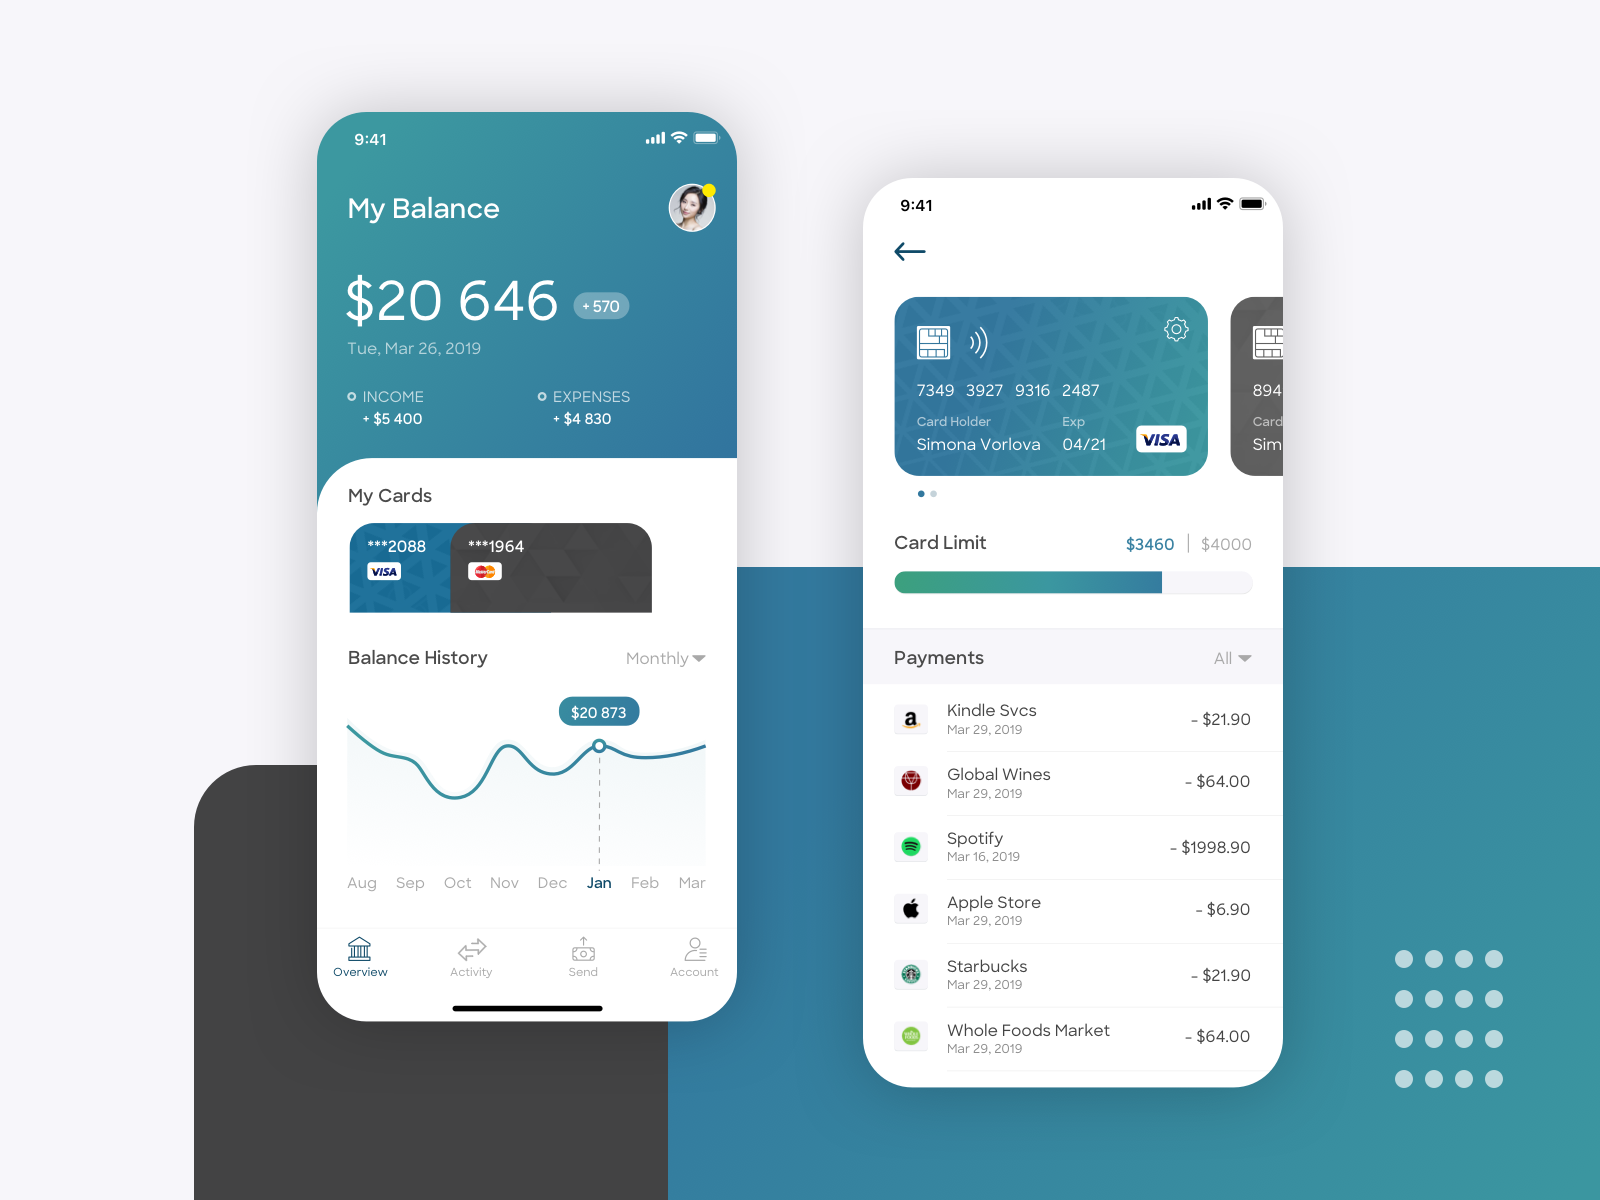 9:41
My Balance
$20 646 + 570
Tue, Mar 26, 2019
INCOME EXPENSES
+ $5 400 + $4 830
My Cards
***2088 ***1964
VISA MasterCard
Balance History Monthly
$20 873
Aug Sep Oct Nov Dec Jan Feb Mar
Overview Activity Send Account
9:41
7349 3927 9316 2487 894
Card Holder Exp Card
Simona Vorlova 04/21 VISA Sim
Card Limit $3460 $4000
Payments All
Kindle Svcs
Mar 29, 2019 - $21.90
Global Wines
Mar 29, 2019 - $64.00
Spotify
Mar 16, 2019 - $1998.90
Apple Store
Mar 29, 2019 - $6.90
Starbucks
Mar 29, 2019 - $21.90
Whole Foods Market
Mar 29, 2019 - $64.00